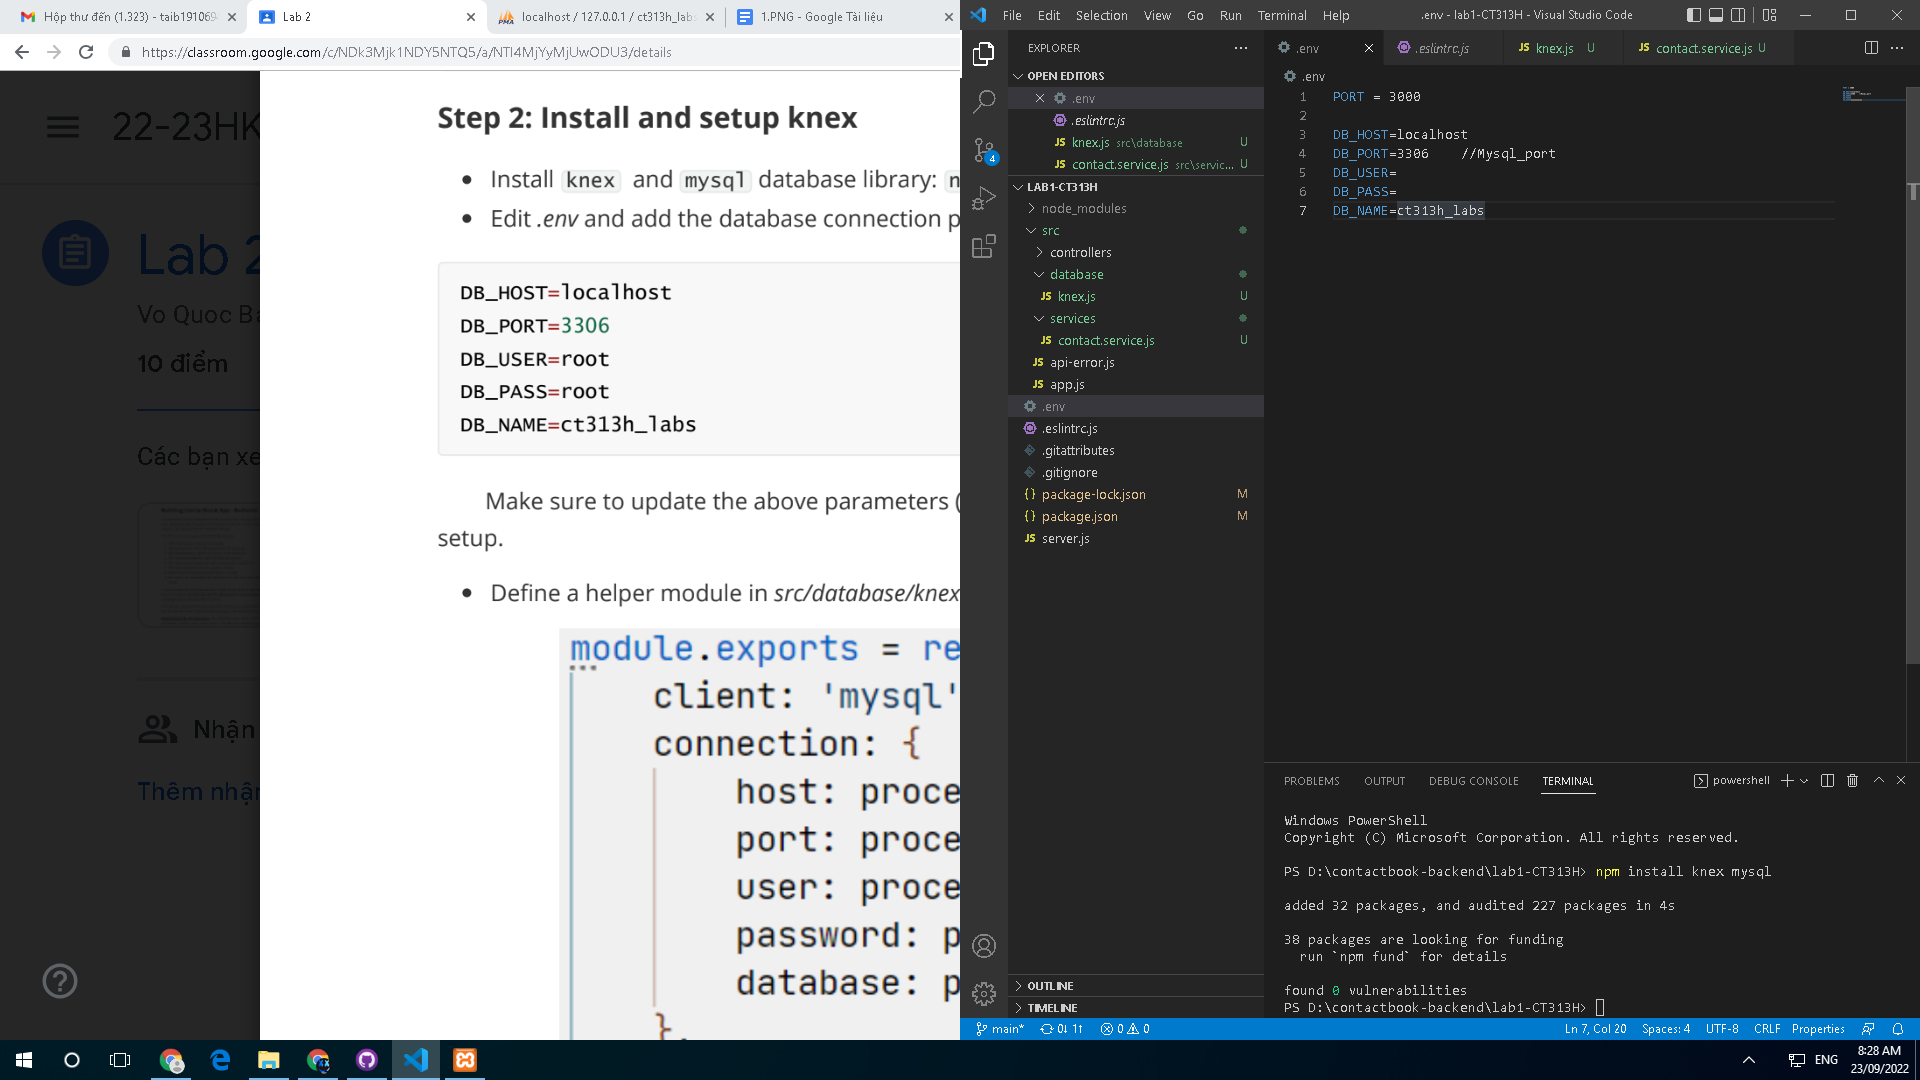 Hộp thư đến (1.323) - taib19106
Lab 2
localhost / 127.0.0.1 / ct313h_lab
1.PNG - Google Tài liệu
https://classroom.google.com/c/NDk3Mjk1NDY5NTQ5/a/NTI4MjYyMjUwODU3/details
22-23HK
Lab 2
Vo Quoc Ba
10 điểm
Các bạn xe
Nhận
Thêm nhận
Step 2: Install and setup knex
Install knex and mysql database library: n
Edit .env and add the database connection p
DB_HOST=localhost
DB_PORT=3306
DB_USER=root
DB_PASS=root
DB_NAME=ct313h_labs
Make sure to update the above parameters (
setup.
Define a helper module in src/database/knex
module.exports = re
client: 'mysql'
connection: {
host: proce
port: proce
user: proce
password: p
database: p
},
File Edit Selection View Go Run Terminal Help
.env - lab1-CT313H - Visual Studio Code
EXPLORER
OPEN EDITORS
.env
.eslintrc.js
knex.js src\database U
contact.service.js src\servic... U
LAB1-CT313H
node_modules
src
controllers
database
knex.js U
services
contact.service.js U
api-error.js
app.js
.env
.eslintrc.js
.gitattributes
.gitignore
package-lock.json M
package.json M
server.js
OUTLINE
TIMELINE
4
.env
.eslintrc.js
knex.js U
contact.service.js U
.env
1 PORT = 3000
2
3 DB_HOST=localhost
4 DB_PORT=3306 //Mysql_port
5 DB_USER=
6 DB_PASS=
7 DB_NAME=ct313h_labs
PROBLEMS OUTPUT DEBUG CONSOLE TERMINAL
powershell
Windows PowerShell
Copyright (C) Microsoft Corporation. All rights reserved.
PS D:\contactbook-backend\lab1-CT313H> npm install knex mysql
added 32 packages, and audited 227 packages in 4s
38 packages are looking for funding
run `npm fund` for details
found 0 vulnerabilities
PS D:\contactbook-backend\lab1-CT313H>
main* 0↓ 1↑ 0 0
Ln 7, Col 20 Spaces: 4 UTF-8 CRLF Properties
ENG
8:28 AM
23/09/2022